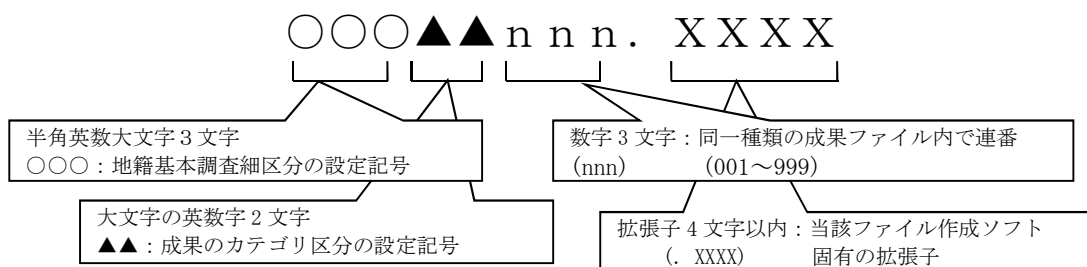 ○○○▲▲ｎｎｎ．ＸＸＸＸ
半角英数大文字３文字
○○○：地籍基本調査細区分の設定記号
数字３文字：同一種類の成果ファイル内で連番
(nnn) (001～999)
大文字の英数字２文字
▲▲：成果のカテゴリ区分の設定記号
拡張子４文字以内：当該ファイル作成ソフト
(. XXXX) 固有の拡張子